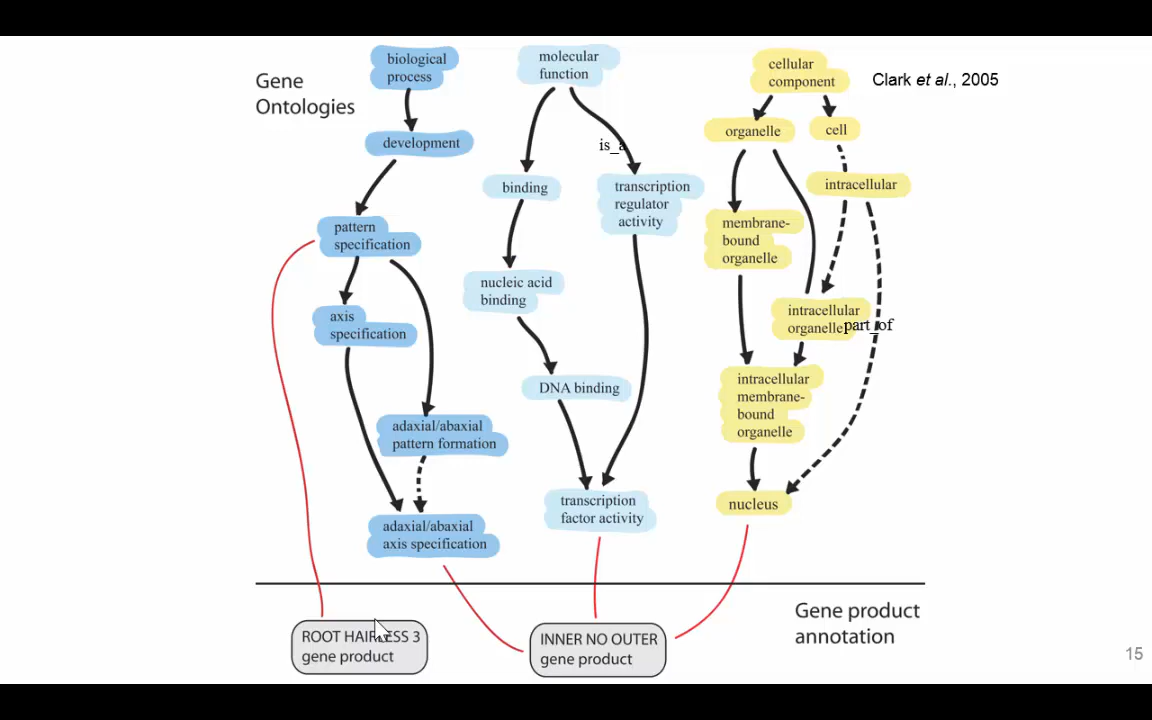 Gene
Ontologies
biological
process
development
pattern
specification
axis
specification
adaxial/abaxial
pattern formation
adaxial/abaxial
axis specification
molecular
function
is_a
binding
transcription
regulator
activity
nucleic acid
binding
DNA binding
transcription
factor activity
cellular
component
Clark et al., 2005
organelle
cell
intracellular
membrane-
bound
organelle
intracellular
organelle
part_of
intracellular
membrane-
bound
organelle
nucleus
Gene product
annotation
ROOT HAIRLESS 3
gene product
INNER NO OUTER
gene product
15